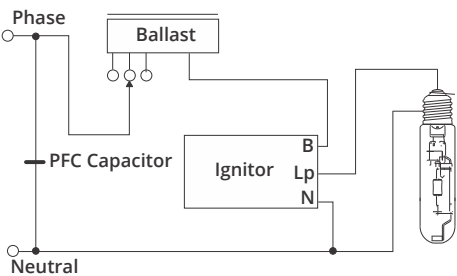 Phase
Ballast
B
PFC Capacitor
Ignitor
Lp
N
Neutral